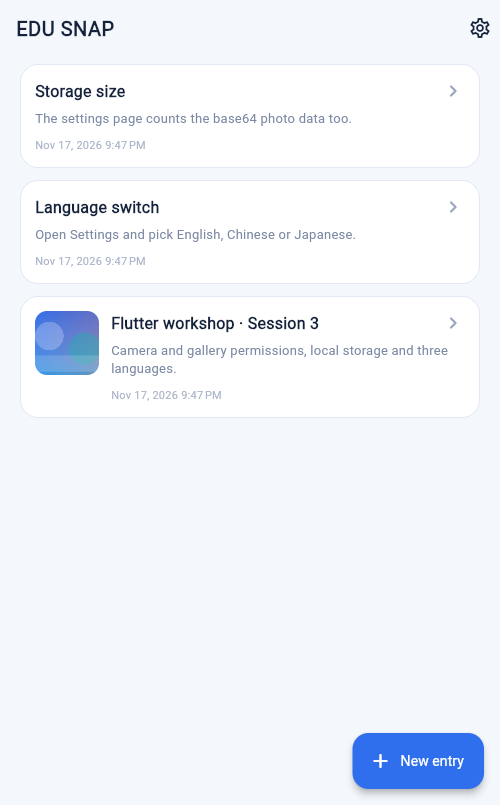 EDU SNAP
Storage size
The settings page counts the base64 photo data too.
Nov 17, 2026 9:47 PM
Language switch
Open Settings and pick English, Chinese or Japanese.
Nov 17, 2026 9:47 PM
Flutter workshop · Session 3
Camera and gallery permissions, local storage and three
languages.
Nov 17, 2026 9:47 PM
New entry